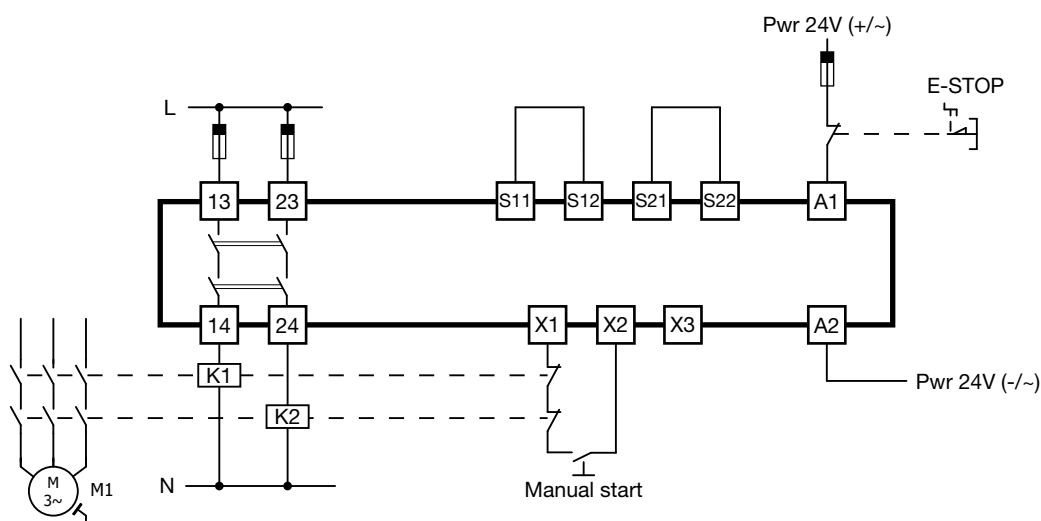 Pwr 24V (+/~)
E-STOP
L
13
23
S11
S12
S21
S22
A1
14
24
X1
X2
X3
A2
K1
Pwr 24V (-/~)
K2
M
3~
M1
N
Manual start